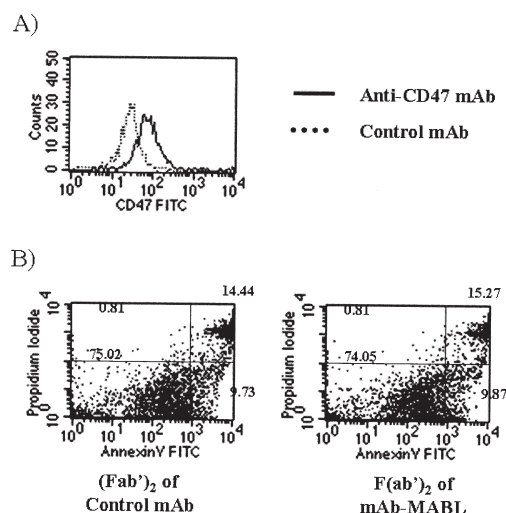 A)
50
40
30
20
10
0
Counts
10^0 10^1 10^2 10^3 10^4
CD47 FITC
Anti-CD47 mAb
Control mAb
B)
14.44
10^4
0.81
75.02
9.73
Propidium Iodide
10^0
10^0 10^1 10^2 10^3 10^4
AnnexinV FITC
(Fab’)2 of
Control mAb
15.27
10^4
0.81
74.05
9.87
Propidium Iodide
10^0
10^0 10^1 10^2 10^3 10^4
AnnexinV FITC
F(ab’)2 of
mAb-MABL